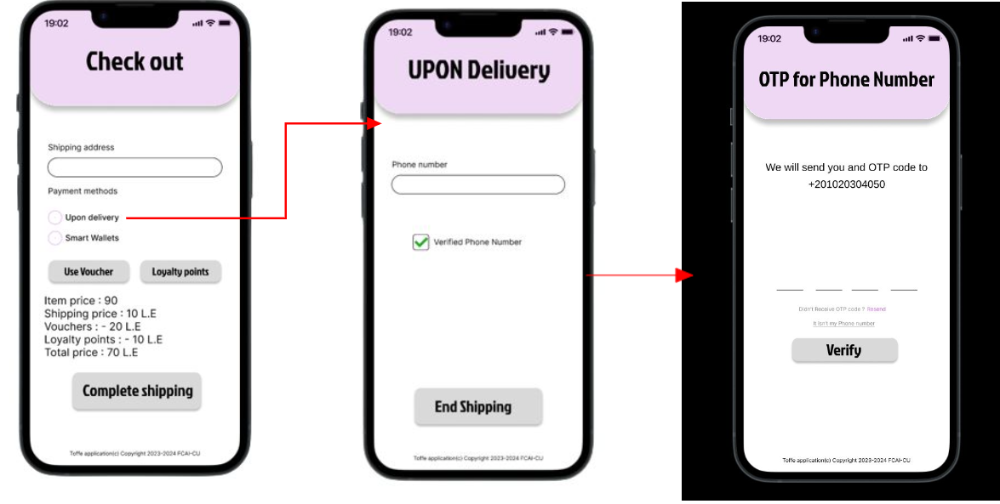 19:02
Check out
Shipping address
Payment methods
Upon delivery
Smart Wallets
Use Voucher
Loyalty points
Item price : 90
Shipping price : 10 L.E
Vouchers : - 20 L.E
Loyalty points : - 10 L.E
Total price : 70 L.E
Complete shipping
Toffe application(c) Copyright 2023-2024 FCAI-CU
19:02
UPON Delivery
Phone number
Verified Phone Number
End Shipping
Toffe application(c) Copyright 2023-2024 FCAI-CU
19:02
OTP for Phone Number
We will send you and OTP code to
+201020304050
Didn't Receive OTP code ? Resend
It isn't my Phone number
Verify
Toffe application(c) Copyright 2023-2024 FCAI-CU